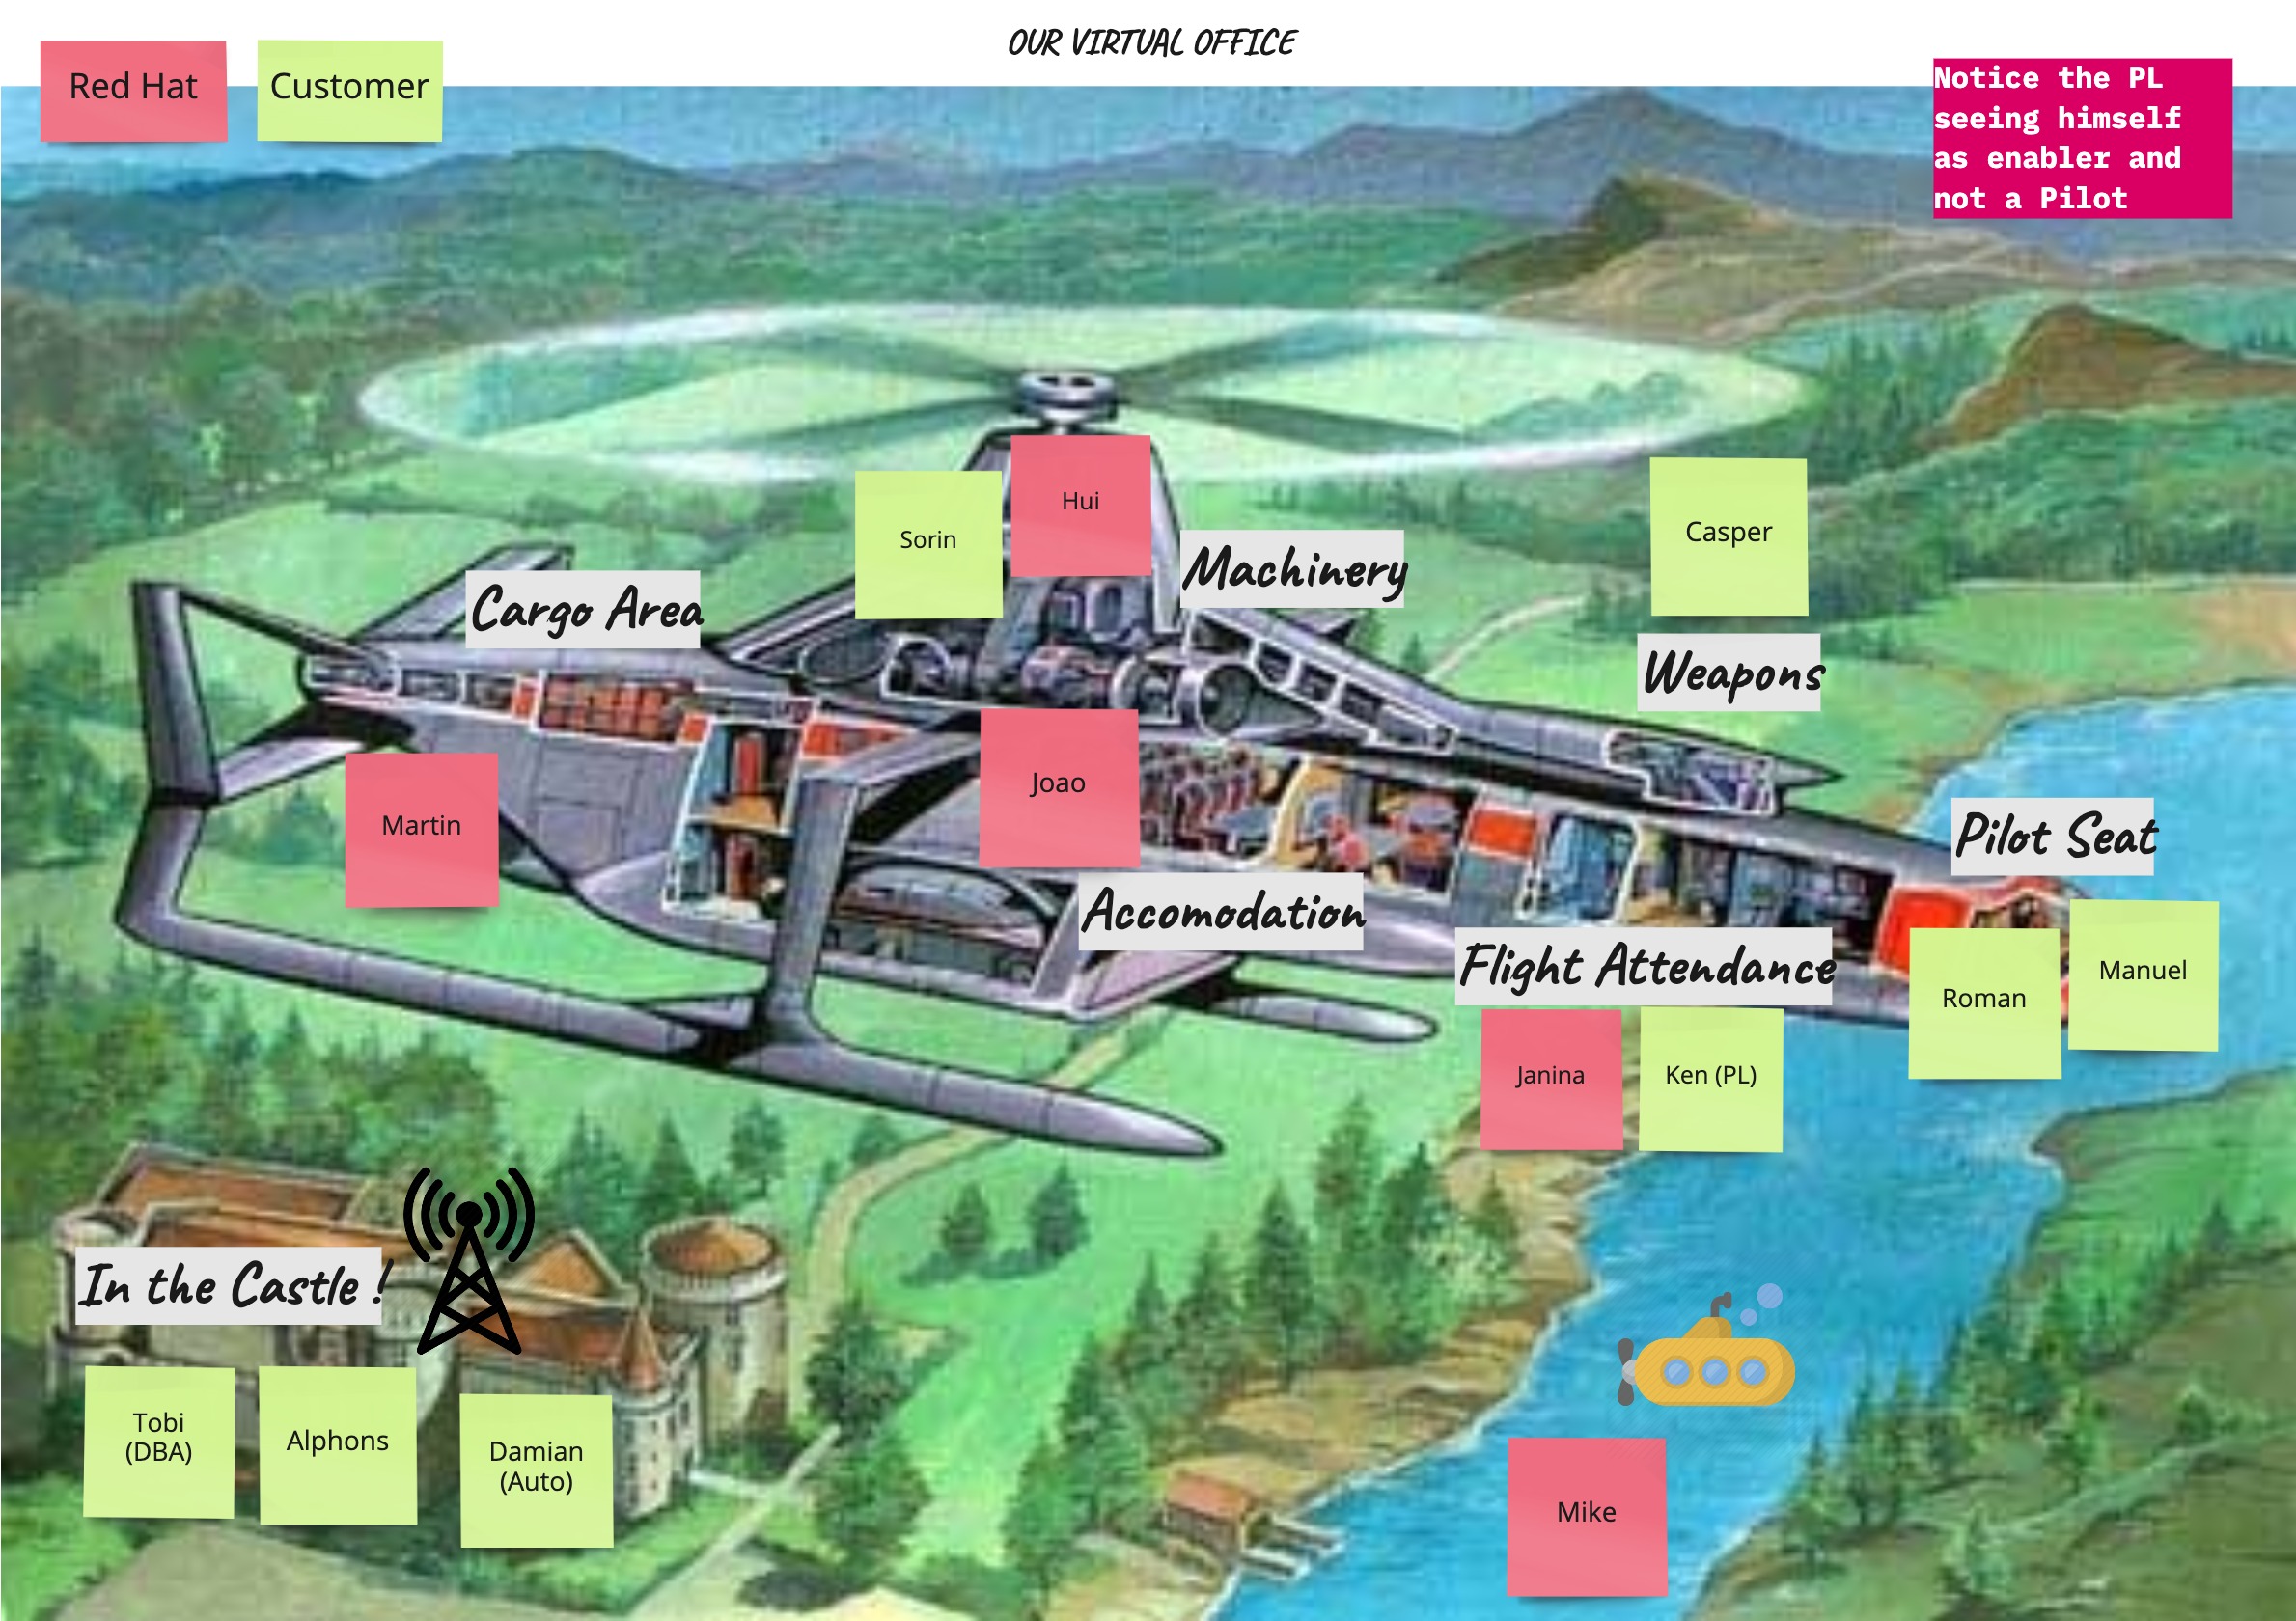 OUR VIRTUAL OFFICE
Red Hat
Customer
Notice the PL
seeing himself
as enabler and
not a Pilot
Hui
Sorin
Casper
Machinery
Cargo Area
Weapons
Joao
Martin
Pilot Seat
Accomodation
Flight Attendance
Manuel
Roman
Janina
Ken (PL)
In the Castle !
Tobi
(DBA)
Alphons
Damian
(Auto)
Mike